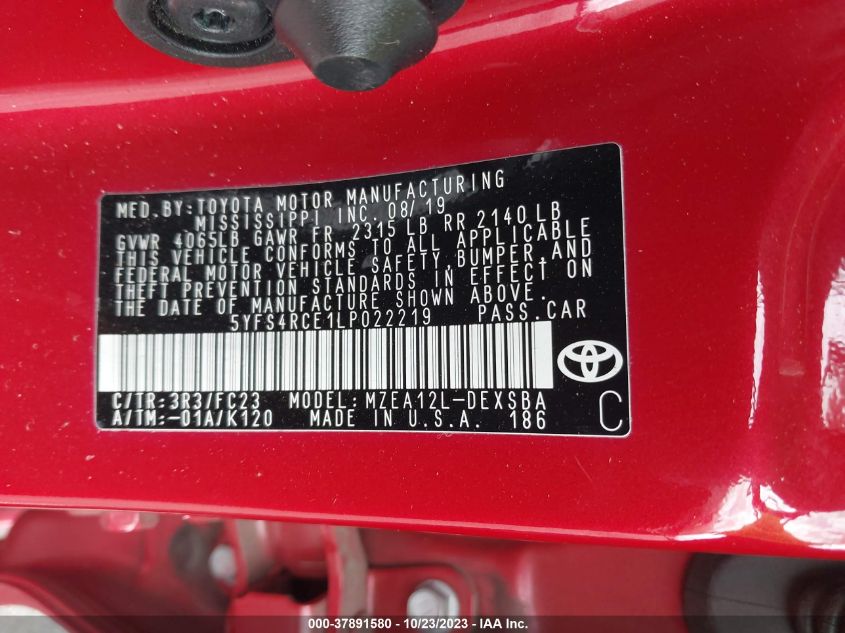 MFD.BY:TOYOTA MOTOR MANUFACTURING
MISSISSIPPI INC. 08/19
GVWR 4065LB GAWR FR 2315 LB RR 2140 LB
THIS VEHICLE CONFORMS TO ALL APPLICABLE
FEDERAL MOTOR VEHICLE SAFETY, BUMPER, AND
THEFT PREVENTION STANDARDS IN EFFECT ON
THE DATE OF MANUFACTURE SHOWN ABOVE.
5YFS4RCE1LP022219 PASS.CAR
C/TR:3R3/FC23 MODEL:MZEA12L-DEXSBA
A/TM:-01A/K120 MADE IN U.S.A. 186
C
000-37891580 - 10/23/2023 - IAA Inc.